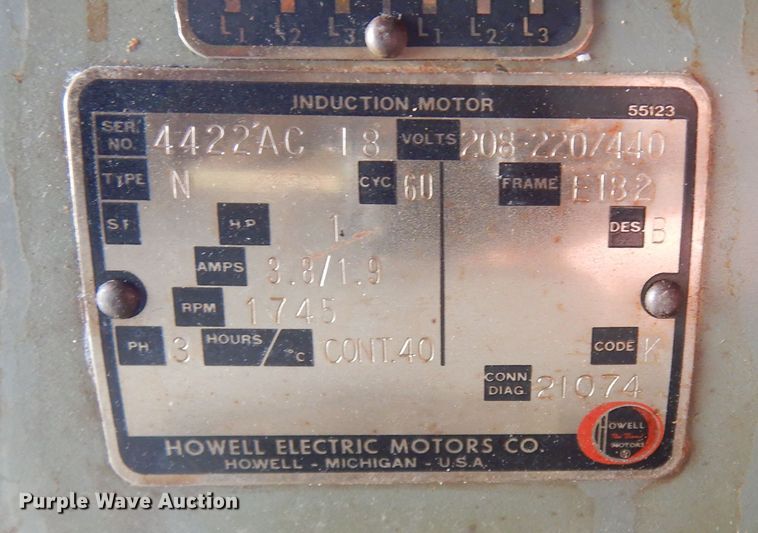 L1 L2 L3 L1 L2 L3
INDUCTION MOTOR 55123
SER. NO. 4422AC 18 VOLTS 208-220/440
TYPE N CYC. 60 FRAME E182
S.F. H.P. 1 DES. B
AMPS 3.8/1.9
RPM 1745
PH 3 HOURS/°C CONT.40 CODE K
CONN. DIAG. 21074
HOWELL MOTORS
HOWELL ELECTRIC MOTORS CO.
HOWELL - MICHIGAN - U.S.A.
Purple Wave Auction